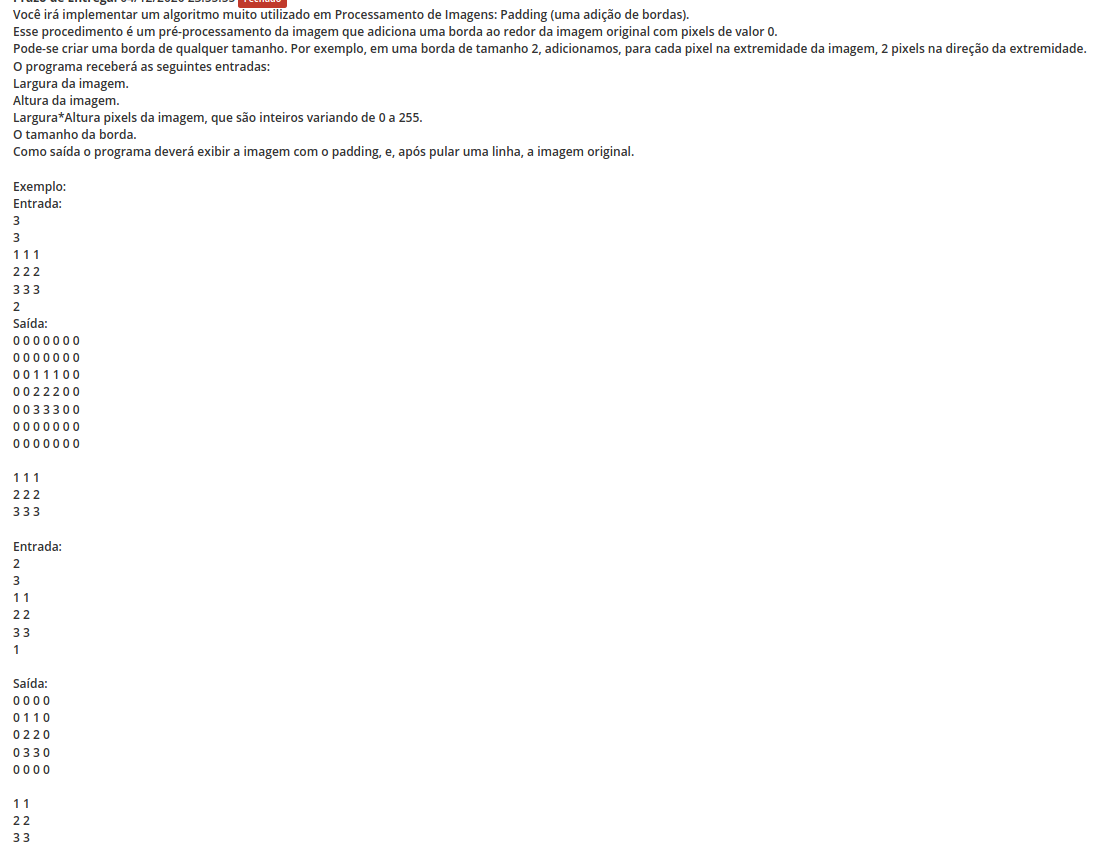 Você irá implementar um algoritmo muito utilizado em Processamento de Imagens: Padding (uma adição de bordas).
Esse procedimento é um pré-processamento da imagem que adiciona uma borda ao redor da imagem original com pixels de valor 0.
Pode-se criar uma borda de qualquer tamanho. Por exemplo, em uma borda de tamanho 2, adicionamos, para cada pixel na extremidade da imagem, 2 pixels na direção da extremidade.
O programa receberá as seguintes entradas:
Largura da imagem.
Altura da imagem.
Largura*Altura pixels da imagem, que são inteiros variando de 0 a 255.
O tamanho da borda.
Como saída o programa deverá exibir a imagem com o padding, e, após pular uma linha, a imagem original.
Exemplo:
Entrada:
3
3
1 1 1
2 2 2
3 3 3
2
Saída:
0 0 0 0 0 0 0
0 0 0 0 0 0 0
0 0 1 1 1 0 0
0 0 2 2 2 0 0
0 0 3 3 3 0 0
0 0 0 0 0 0 0
0 0 0 0 0 0 0
1 1 1
2 2 2
3 3 3
Entrada:
2
3
1 1
2 2
3 3
1
Saída:
0 0 0 0
0 1 1 0
0 2 2 0
0 3 3 0
0 0 0 0
1 1
2 2
3 3